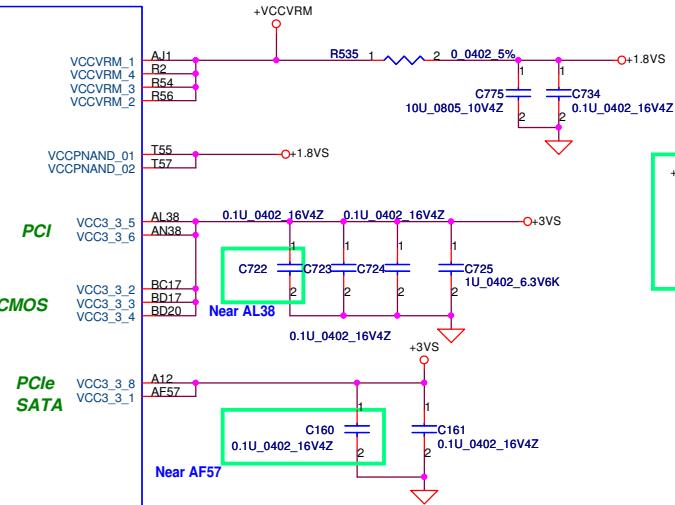 +VCCVRM
VCCVRM_1 AJ1 R535 1 2 0_0402_5% +1.8VS
VCCVRM_4 R2
VCCVRM_3 R54
VCCVRM_2 R56
1 1
C775 C734
10U_0805_10V4Z 0.1U_0402_16V4Z
2 2
VCCPNAND_01 T55 +1.8VS
VCCPNAND_02 T57
+
PCI
VCC3_3_5 AL38 0.1U_0402_16V4Z 0.1U_0402_16V4Z +3VS
VCC3_3_6 AN38
1 1 1 1
C722 C723 C724 C725
1U_0402_6.3V6K
2 2 2 2
CMOS
VCC3_3_2 BC17
VCC3_3_3 BD17
VCC3_3_4 BD20
Near AL38
0.1U_0402_16V4Z
+3VS
PCIe
SATA
VCC3_3_8 A12
VCC3_3_1 AF57
1 1
C160 C161
0.1U_0402_16V4Z 0.1U_0402_16V4Z
2 2
Near AF57